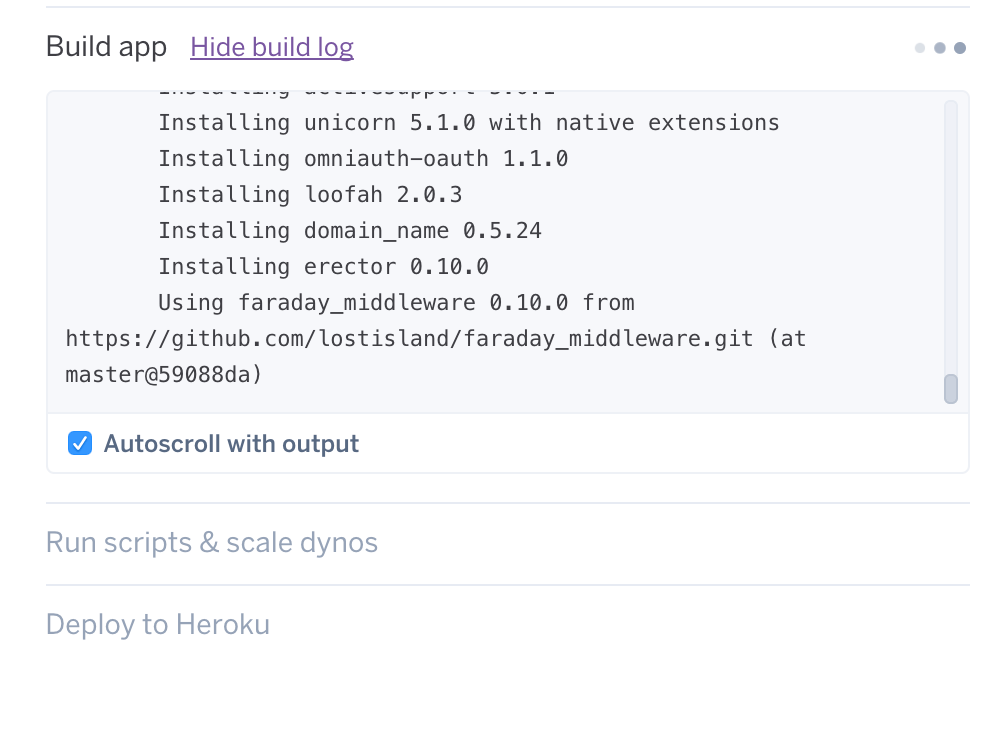 Build app Hide build log
Installing activesupport
Installing unicorn 5.1.0 with native extensions
Installing omniauth-oauth 1.1.0
Installing loofah 2.0.3
Installing domain_name 0.5.24
Installing erector 0.10.0
Using faraday_middleware 0.10.0 from
https://github.com/lostisland/faraday_middleware.git (at
master@59088da)
Autoscroll with output
Run scripts & scale dynos
Deploy to Heroku